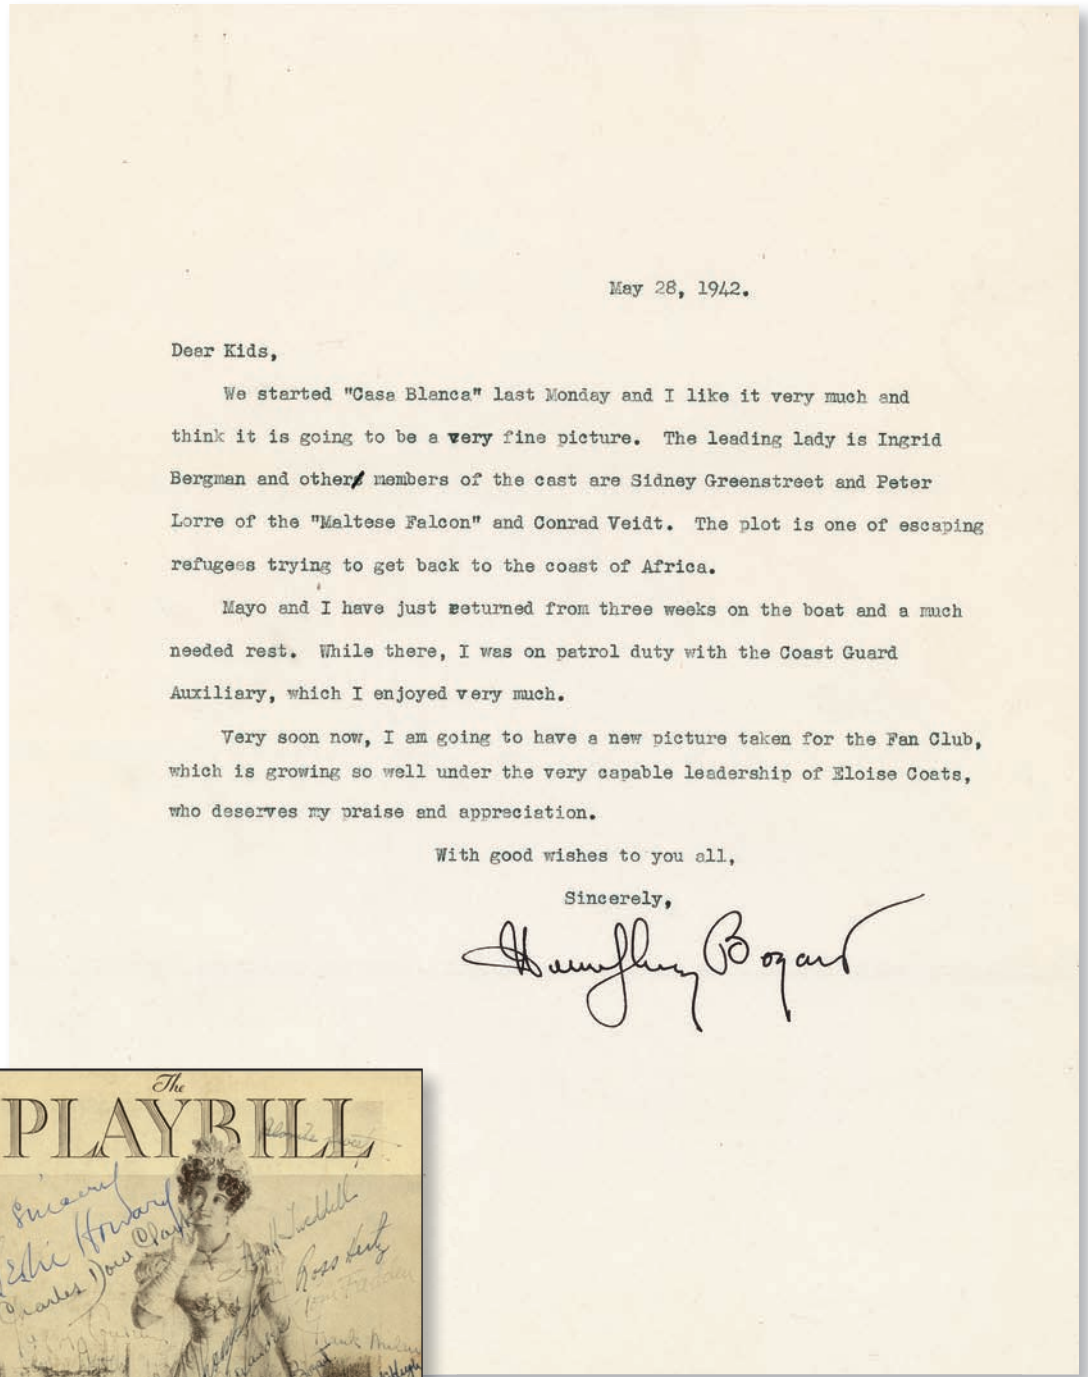 May 28, 1942.
Dear Kids,
We started "Casa Blanca" last Monday and I like it very much and
think it is going to be a very fine picture. The leading lady is Ingrid
Bergman and other members of the cast are Sidney Greenstreet and Peter
Lorre of the "Maltese Falcon" and Conrad Veidt. The plot is one of escaping
refugees trying to get back to the coast of Africa.
Mayo and I have just returned from three weeks on the boat and a much
needed rest. While there, I was on patrol duty with the Coast Guard
Auxiliary, which I enjoyed very much.
Very soon now, I am going to have a new picture taken for the Fan Club,
which is growing so well under the very capable leadership of Eloise Coats,
who deserves my praise and appreciation.
With good wishes to you all,
Sincerely,
Humphrey Bogart
The
PLAYBILL
Sincerely
Leslie Howard
Charles Dow Clark
Ross Hertz